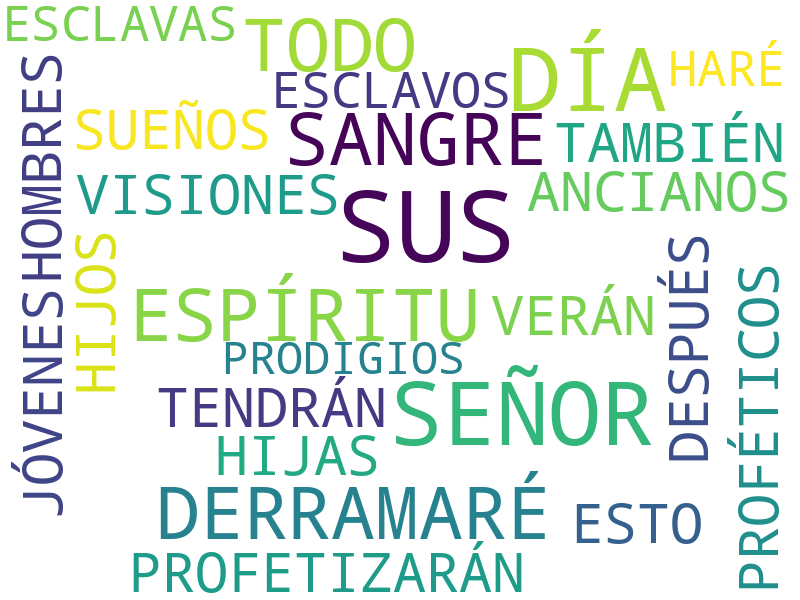 ESCLAVAS
TODO
DÍA
HARÉ
ESCLAVOS
SUEÑOS
SANGRE
TAMBIÉN
HOMBRES
VISIONES
ANCIANOS
SUS
HIJOS
ESPÍRITU
VERÁN
DESPUÉS
PROFÉTICOS
JÓVENES
PRODIGIOS
TENDRÁN
SEÑOR
HIJAS
DERRAMARÉ
ESTO
PROFETIZARÁN